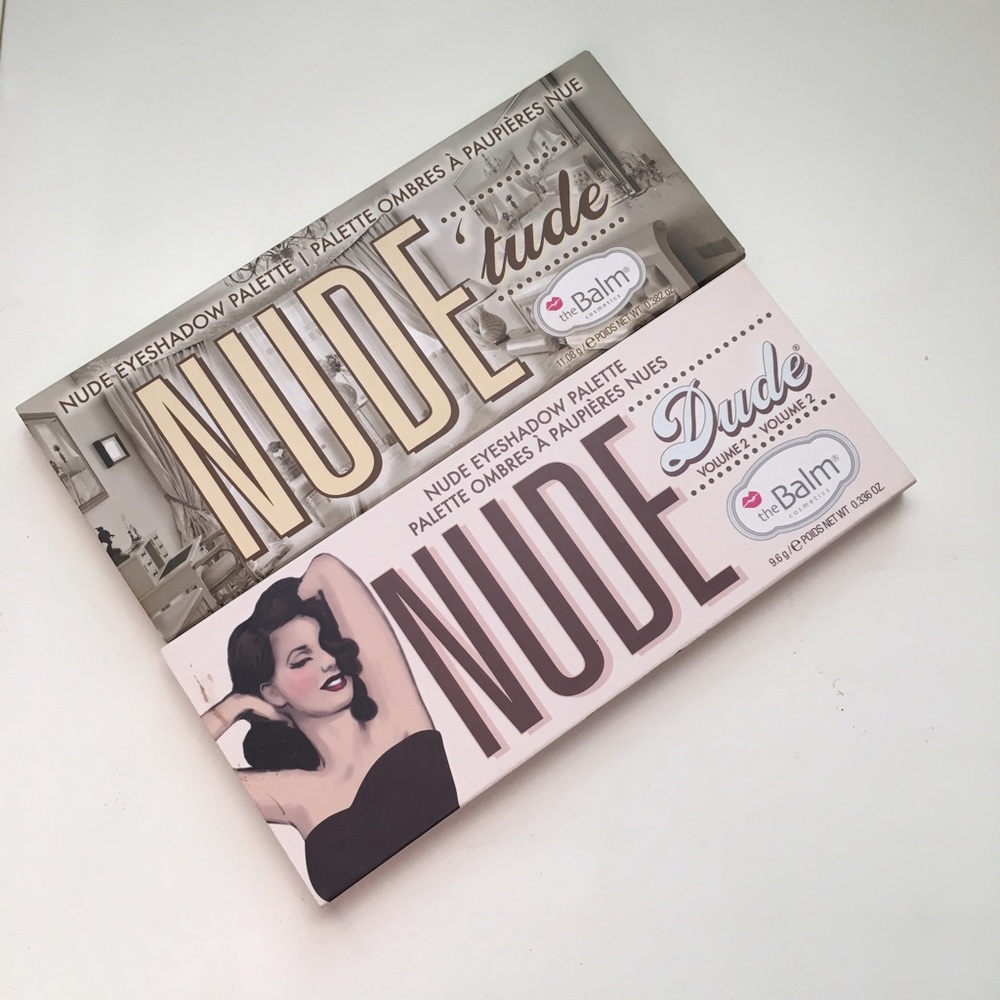 NUDE EYESHADOW PALETTE | PALETTE OMBRES À PAUPIÈRES NUE
NUDE 'tude®
theBalm®
cosmetics
11.08 g / ℮ POIDS NET WT 0.382 OZ
NUDE EYESHADOW PALETTE
PALETTE OMBRES À PAUPIÈRES NUES
NUDE Dude®
VOLUME 2 • VOLUME 2
theBalm®
cosmetics
9.6 g / ℮ POIDS NET WT 0.336 OZ